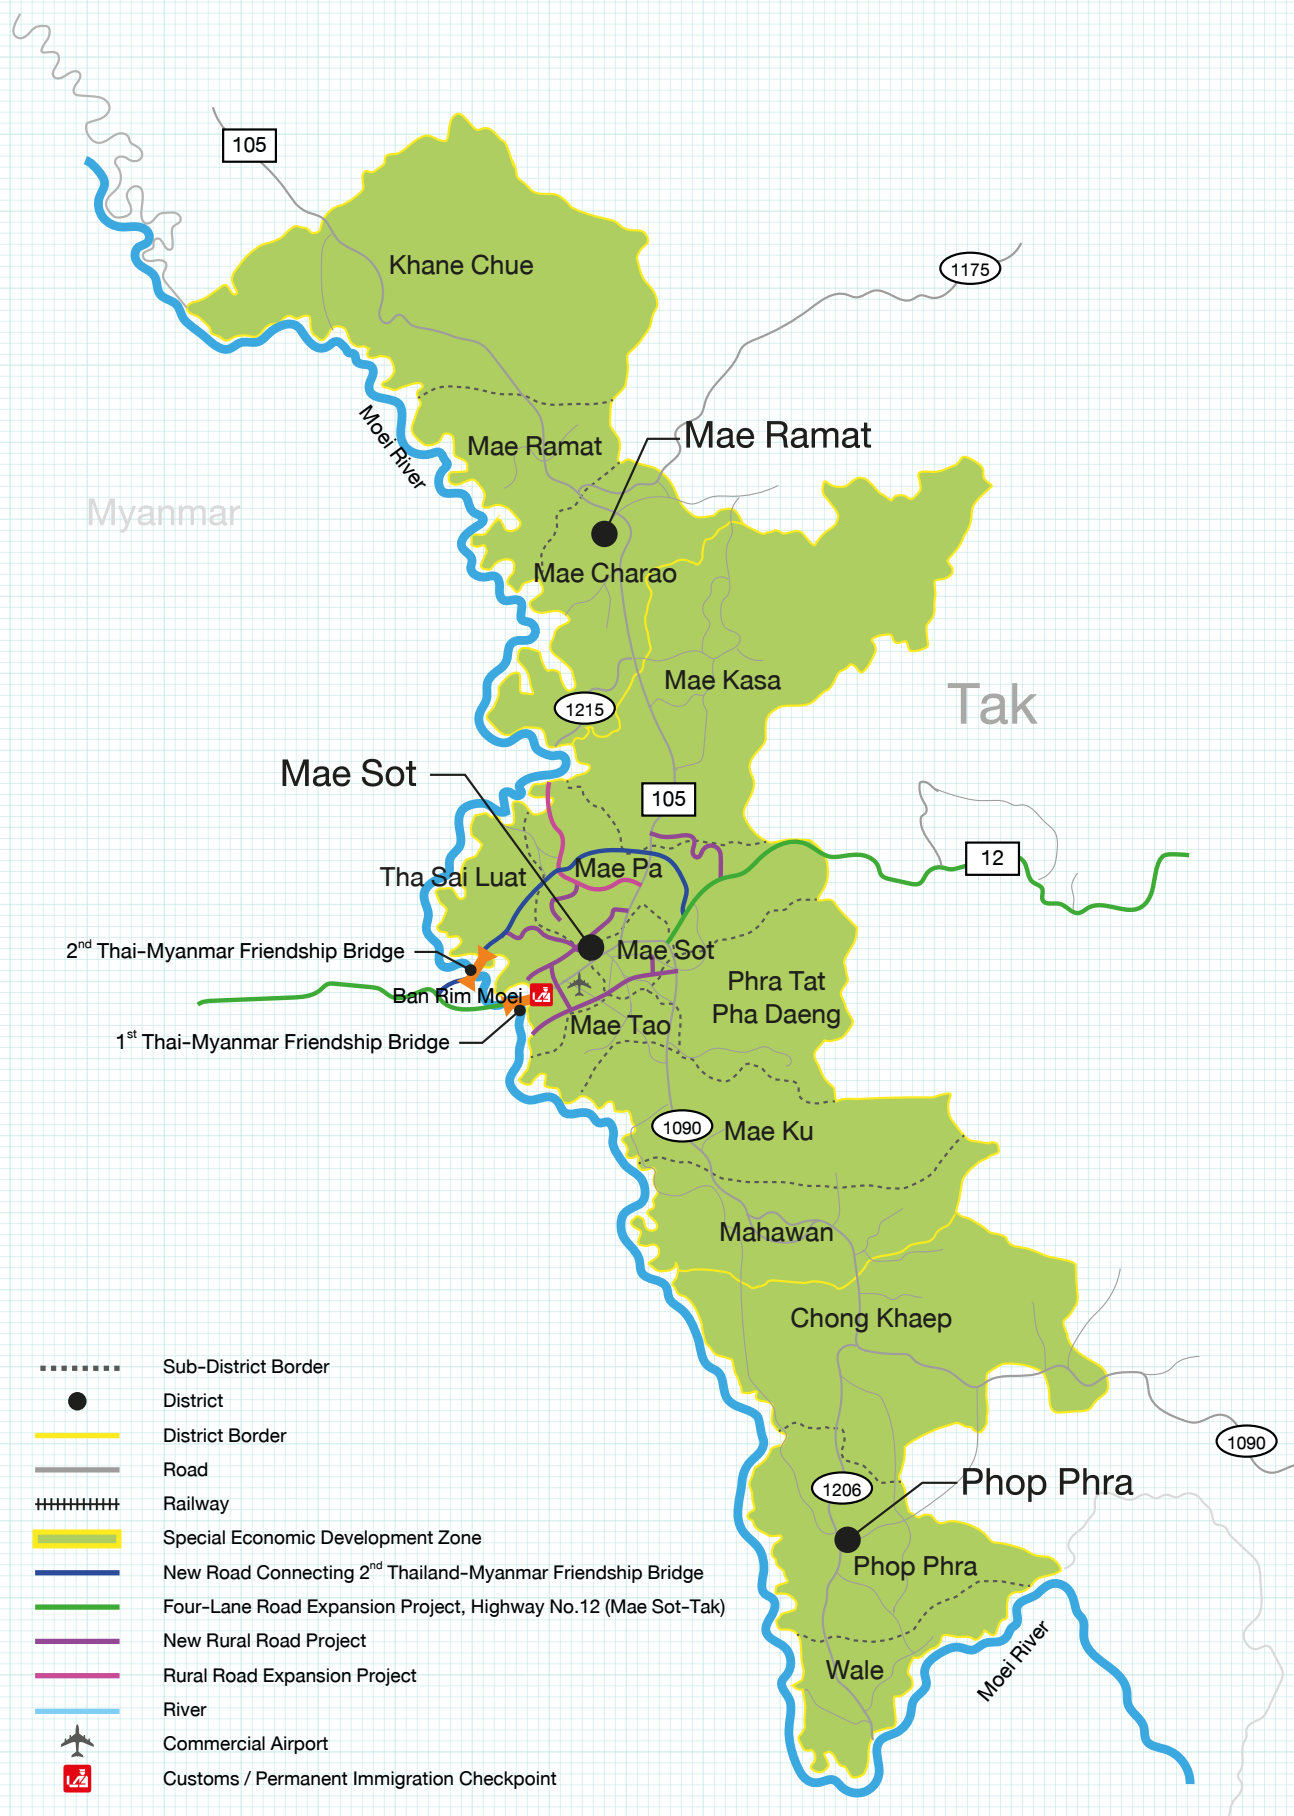 105
Khane Chue
1175
Moei River
Mae Ramat
Mae Ramat
Myanmar
Mae Charao
Mae Kasa
Tak
1215
Mae Sot
105
12
Mae Pa
Tha Sai Luat
2nd Thai-Myanmar Friendship Bridge
Mae Sot
Phra Tat
Pha Daeng
Ban Rim Moei
Mae Tao
1st Thai-Myanmar Friendship Bridge
1090
Mae Ku
Mahawan
Chong Khaep
1090
Phop Phra
1206
Phop Phra
Moei River
Wale
Sub-District Border
District
District Border
Road
Railway
Special Economic Development Zone
New Road Connecting 2nd Thailand-Myanmar Friendship Bridge
Four-Lane Road Expansion Project, Highway No.12 (Mae Sot-Tak)
New Rural Road Project
Rural Road Expansion Project
River
Commercial Airport
Customs / Permanent Immigration Checkpoint